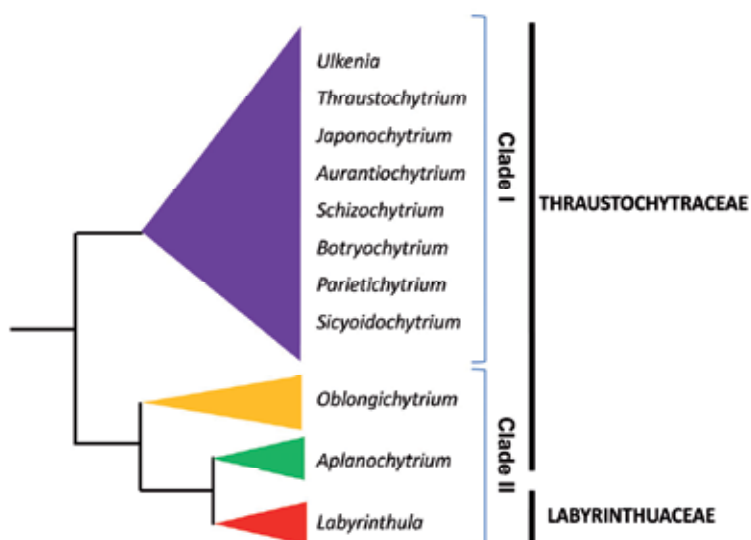 Ulkenia
Thraustochytrium
Japonochytrium
Aurantiochytrium
Schizochytrium
Botryochytrium
Parietichytrium
Sicyoidochytrium
Clade I
THRAUSTOCHYTRACEAE
Oblongichytrium
Aplanochytrium
Labyrinthula
Clade II
LABYRINTHUACEAE